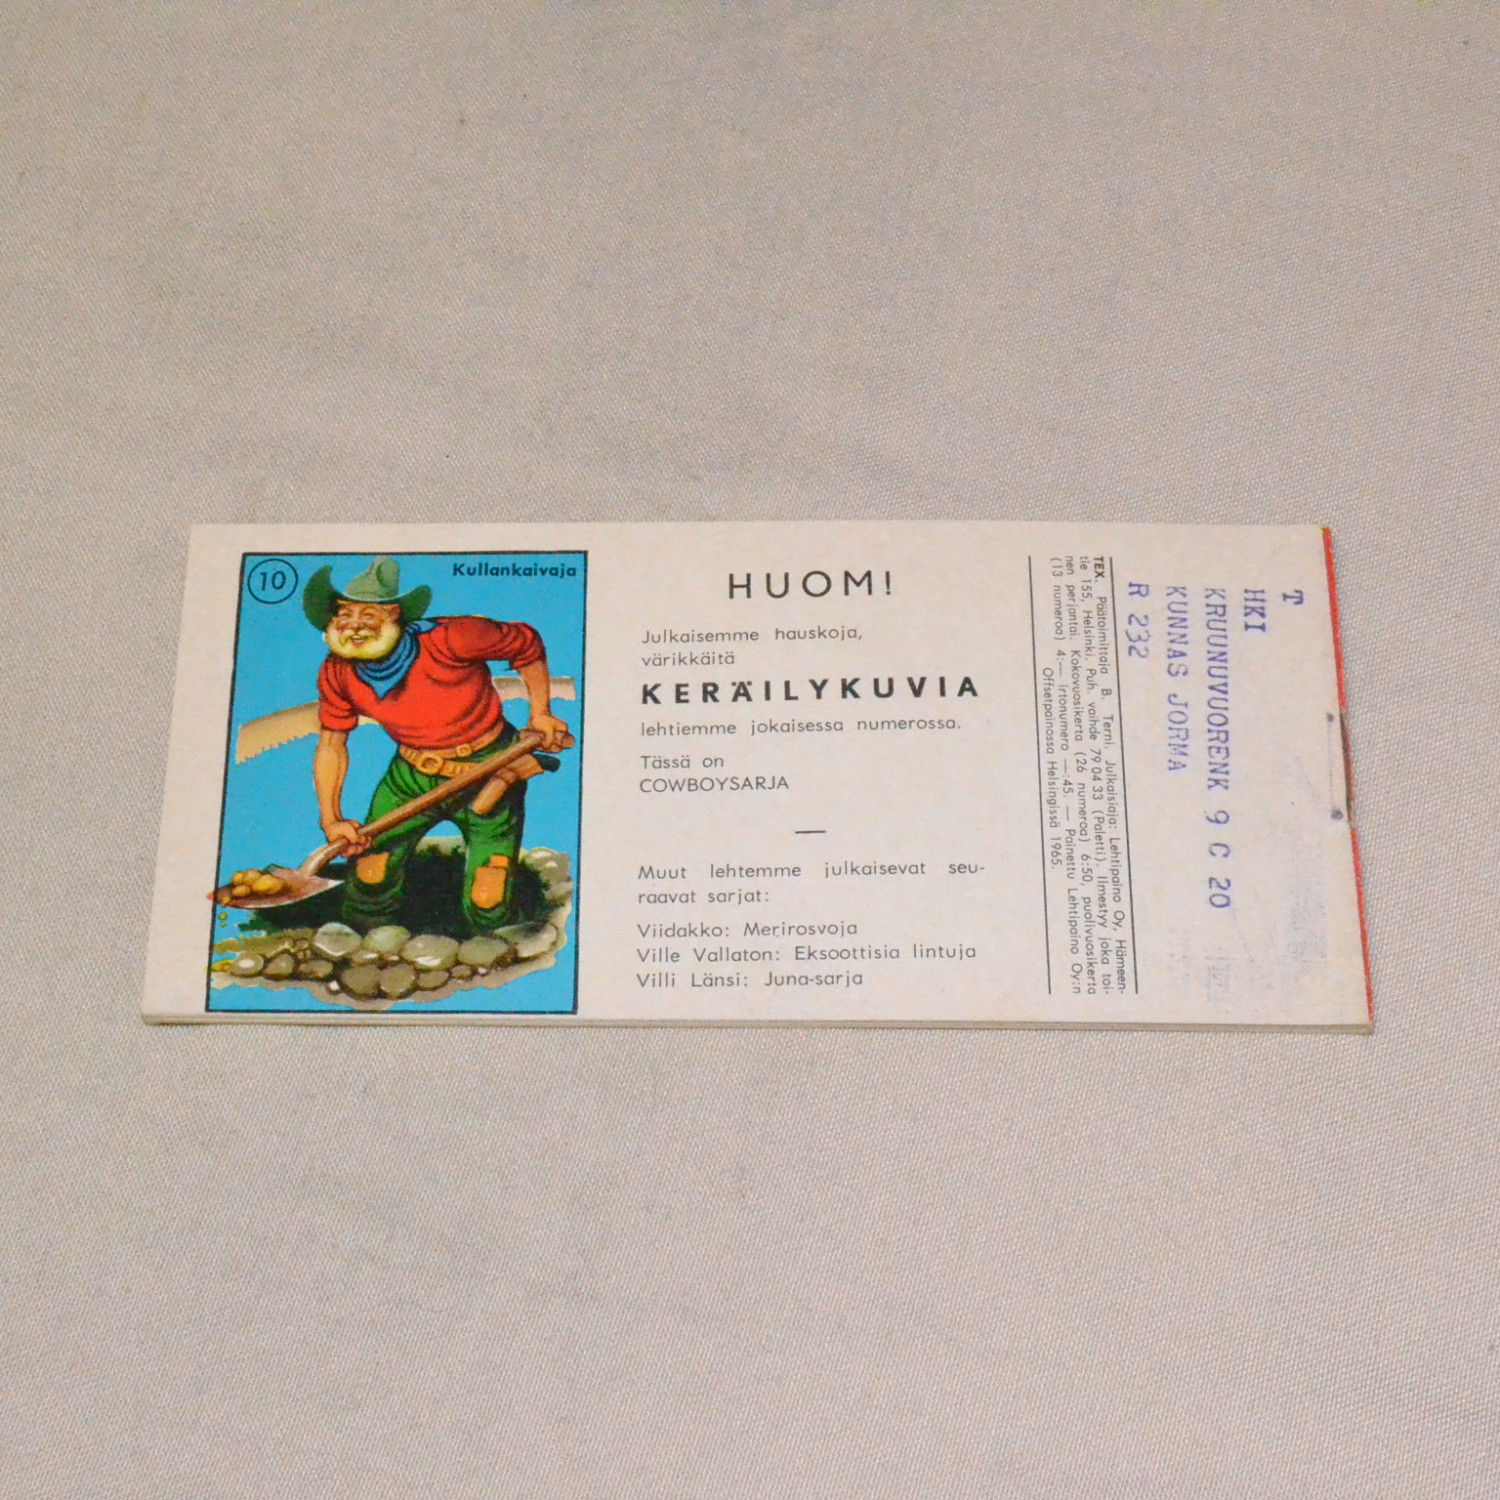 10
Kullankaivaja
HUOM!
Julkaisemme hauskoja,
värikkäitä
KERÄILYKUVIA
lehtiemme jokaisessa numerossa.
Tässä on
COWBOYSARJA
Muut lehtemme julkaisevat seu-
raavat sarjat:
Viidakko: Merirosvoja
Ville Vallaton: Eksoottisia lintuja
Villi Länsi: Juna-sarja
TEX. Päätoimittaja B. Terni. Julkaisija: Lehtipaino Oy, Hämeen-
tie 155, Helsinki. Puh. vaihde 79 04 33 (Paletti). Ilmestyy joka toi-
nen perjantai. Kokovuosikerta (26 numeroa) 6:50, puolivuosikerta
(13 numeroa) 4:— irtonumero —:45. — Painettu Lehtipaino Oy:n
Offsetpainossa Helsingissä 1965.
T
HKI
KRUUNUVUORENK 9 C 20
KUNNAS JORMA
R 232